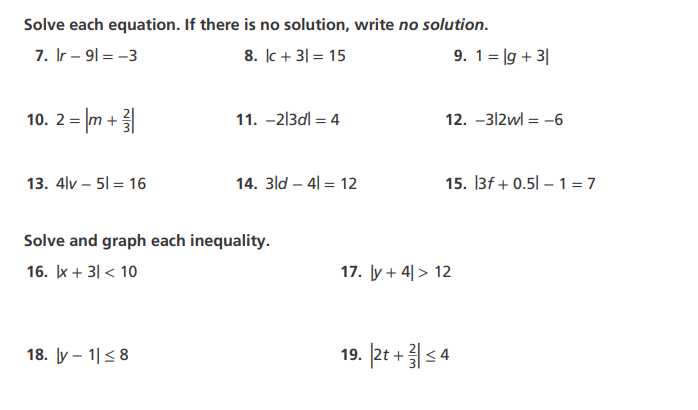 Solve each equation. If there is no solution, write no solution.
7. |r – 9| = –3 8. |c + 3| = 15 9. 1 = |g + 3|
10. 2 = |m + 2/3| 11. –2|3d| = 4 12. –3|2w| = –6
13. 4|v – 5| = 16 14. 3|d – 4| = 12 15. |3f + 0.5| – 1 = 7
Solve and graph each inequality.
16. |x + 3| < 10 17. |y + 4| > 12
18. |y – 1| ≤ 8 19. |2t + 2/3| ≤ 4